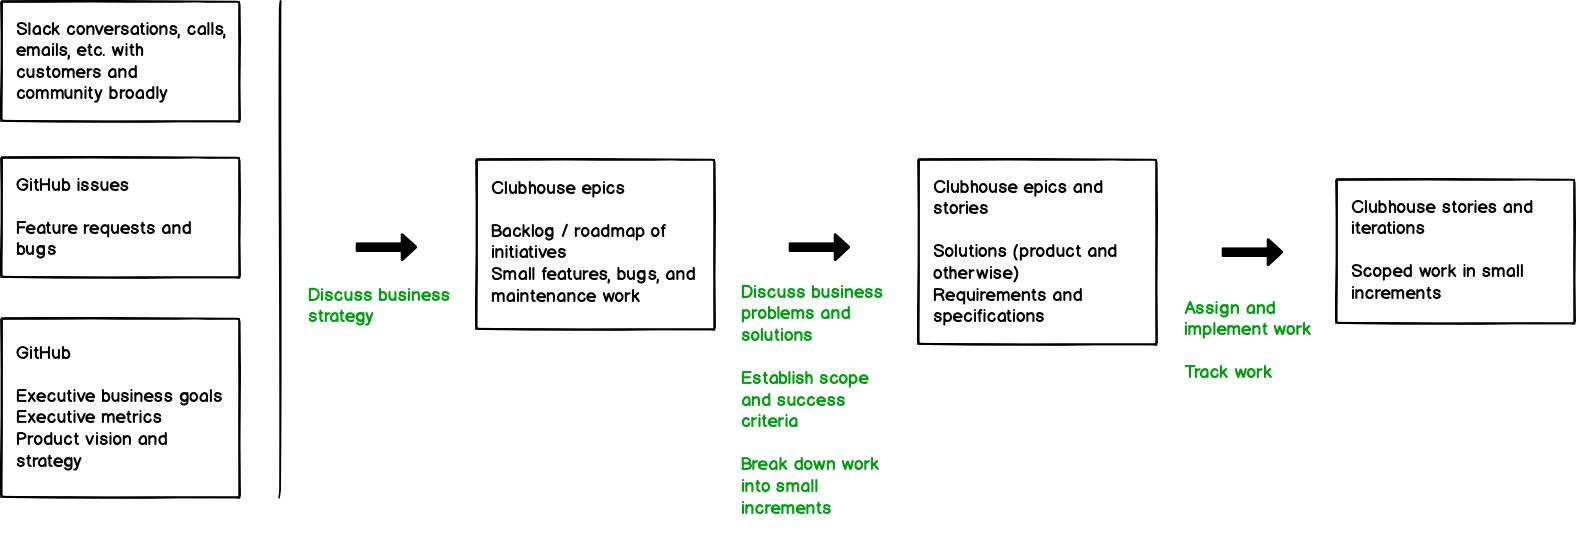 Slack conversations, calls,
emails, etc. with
customers and
community broadly
GitHub issues
Feature requests and
bugs
GitHub
Executive business goals
Executive metrics
Product vision and
strategy
Discuss business
strategy
Clubhouse epics
Backlog / roadmap of
initiatives
Small features, bugs, and
maintenance work
Discuss business
problems and
solutions
Establish scope
and success
criteria
Break down work
into small
increments
Clubhouse epics and
stories
Solutions (product and
otherwise)
Requirements and
specifications
Assign and
implement work
Track work
Clubhouse stories and
iterations
Scoped work in small
increments